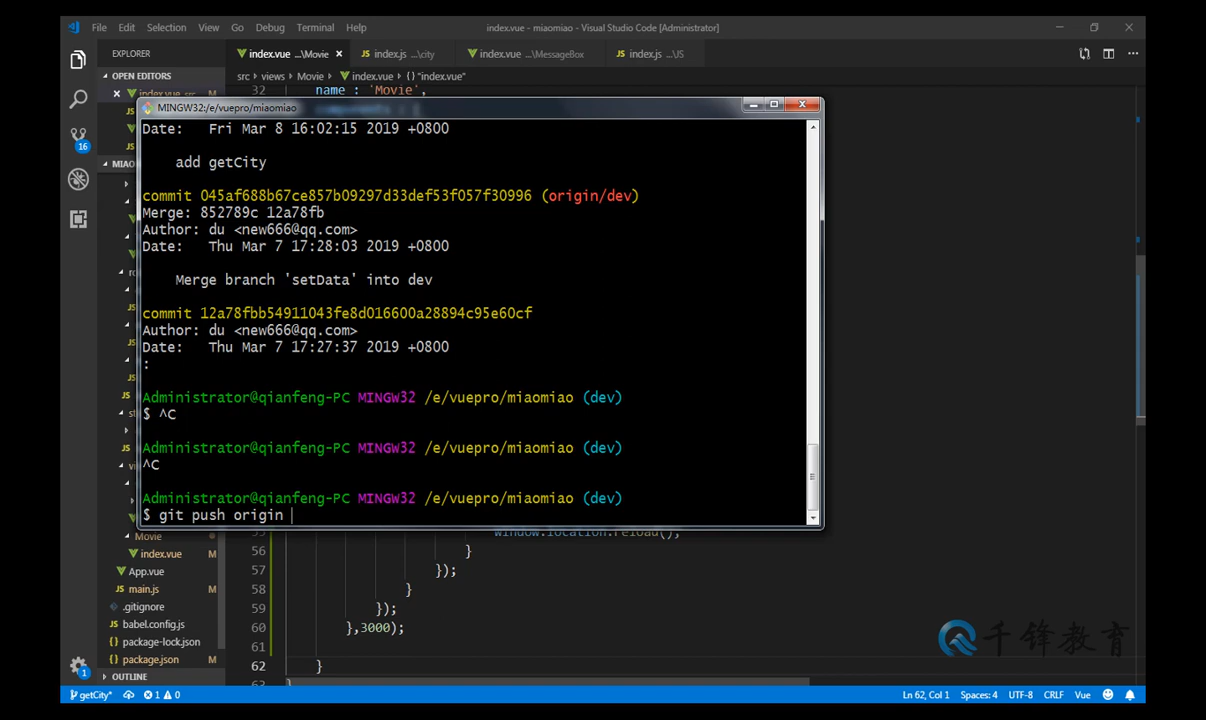 File Edit Selection View Go Debug Terminal Help
index.vue - miaomiao - Visual Studio Code [Administrator]
EXPLORER
index.vue ...\Movie
index.js ...\city
index.vue ...\MessageBox
index.js ...\JS
OPEN EDITORS
src > views > Movie > index.vue > {} "index.vue"
index.vue
32 name : 'Movie',
MINGW32:/e/vuepro/miaomiao
Date: Fri Mar 8 16:02:15 2019 +0800
add getCity
commit 045af688b67ce857b09297d33def53f057f30996 (origin/dev)
Merge: 852789c 12a78fb
Author: du <new666@qq.com>
Date: Thu Mar 7 17:28:03 2019 +0800
Merge branch 'setData' into dev
commit 12a78fbb54911043fe8d016600a28894c95e60cf
Author: du <new666@qq.com>
Date: Thu Mar 7 17:27:37 2019 +0800
:
Administrator@qianfeng-PC MINGW32 /e/vuepro/miaomiao (dev)
$ ^C
Administrator@qianfeng-PC MINGW32 /e/vuepro/miaomiao (dev)
^C
Administrator@qianfeng-PC MINGW32 /e/vuepro/miaomiao (dev)
$ git push origin
16
MIAO
window.location.reload();
56 }
57 });
58 }
59 });
60 },3000);
61
62 }
Movie
index.vue M
App.vue
main.js M
.gitignore
babel.config.js
package-lock.json M
package.json M
OUTLINE
1
千锋教育
getCity* 1 0
Ln 62, Col 1 Spaces: 4 UTF-8 CRLF Vue